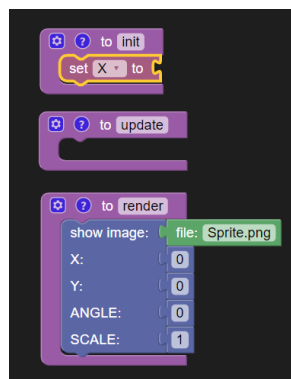 ? to init
set X to
? to update
? to render
show image: file: Sprite.png
X: 0
Y: 0
ANGLE: 0
SCALE: 1